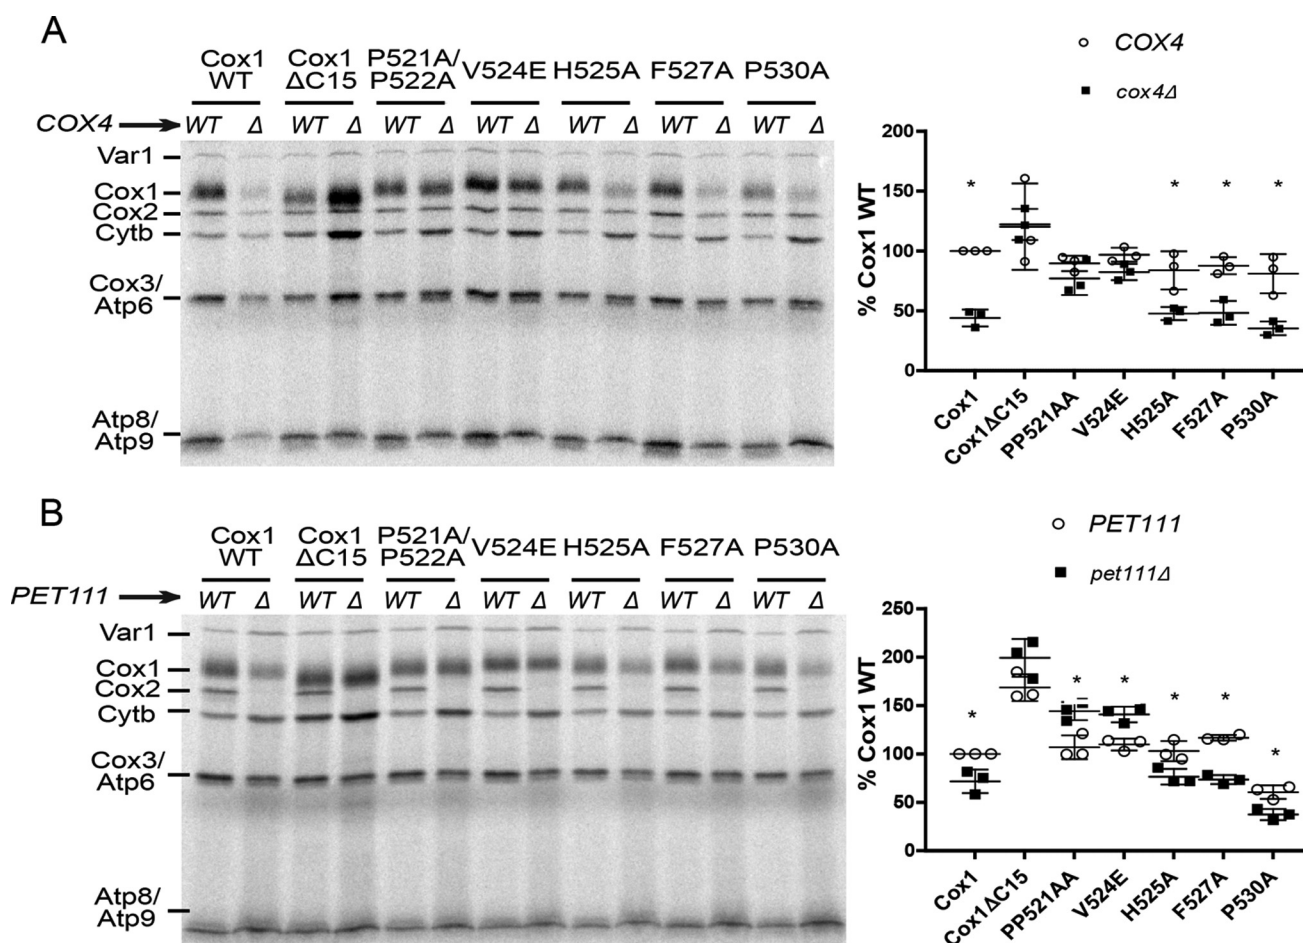 A
Cox1 WT
Cox1 ΔC15
P521A/ P522A
V524E
H525A
F527A
P530A
COX4
WT Δ WT Δ WT Δ WT Δ WT Δ WT Δ WT Δ
Var1
Cox1
Cox2
Cytb
Cox3/
Atp6
Atp8/
Atp9
COX4
cox4Δ
% Cox1 WT
200
150
100
50
0
*
*
*
*
Cox1
Cox1ΔC15
PP521AA
V524E
H525A
F527A
P530A
B
Cox1 WT
Cox1 ΔC15
P521A/ P522A
V524E
H525A
F527A
P530A
PET111
WT Δ WT Δ WT Δ WT Δ WT Δ WT Δ WT Δ
Var1
Cox1
Cox2
Cytb
Cox3/
Atp6
Atp8/
Atp9
PET111
pet111Δ
% Cox1 WT
250
200
150
100
50
0
*
*
*
*
*
*
Cox1
Cox1ΔC15
PP521AA
V524E
H525A
F527A
P530A